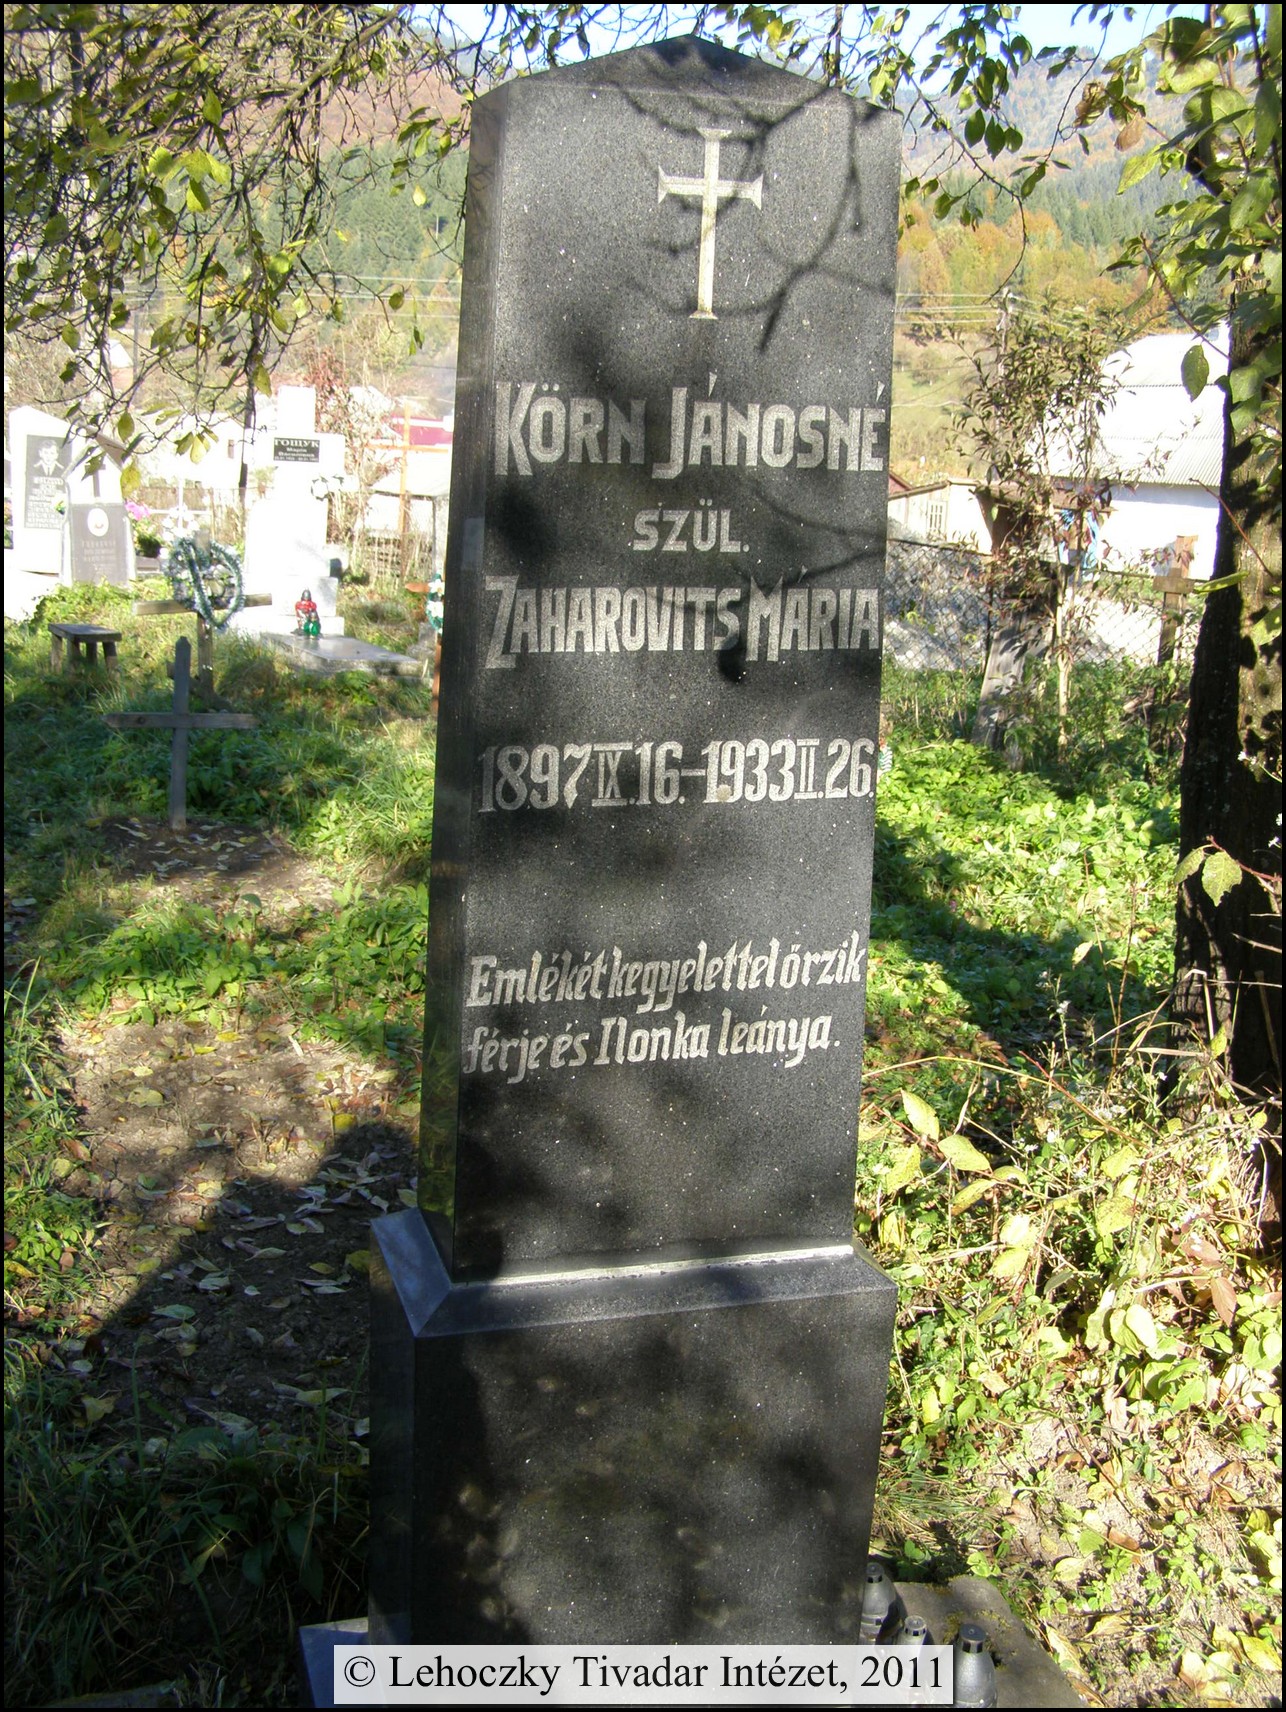 KÖRN JÁNOSNÉ
SZÜL.
ZAHAROVITS MÁRIA
1897 IX. 16.-1933 II. 26.
Emlékét kegyelettel őrzik
férje és Ilonka leánya.
ГОЩУК
© Lehoczky Tivadar Intézet, 2011